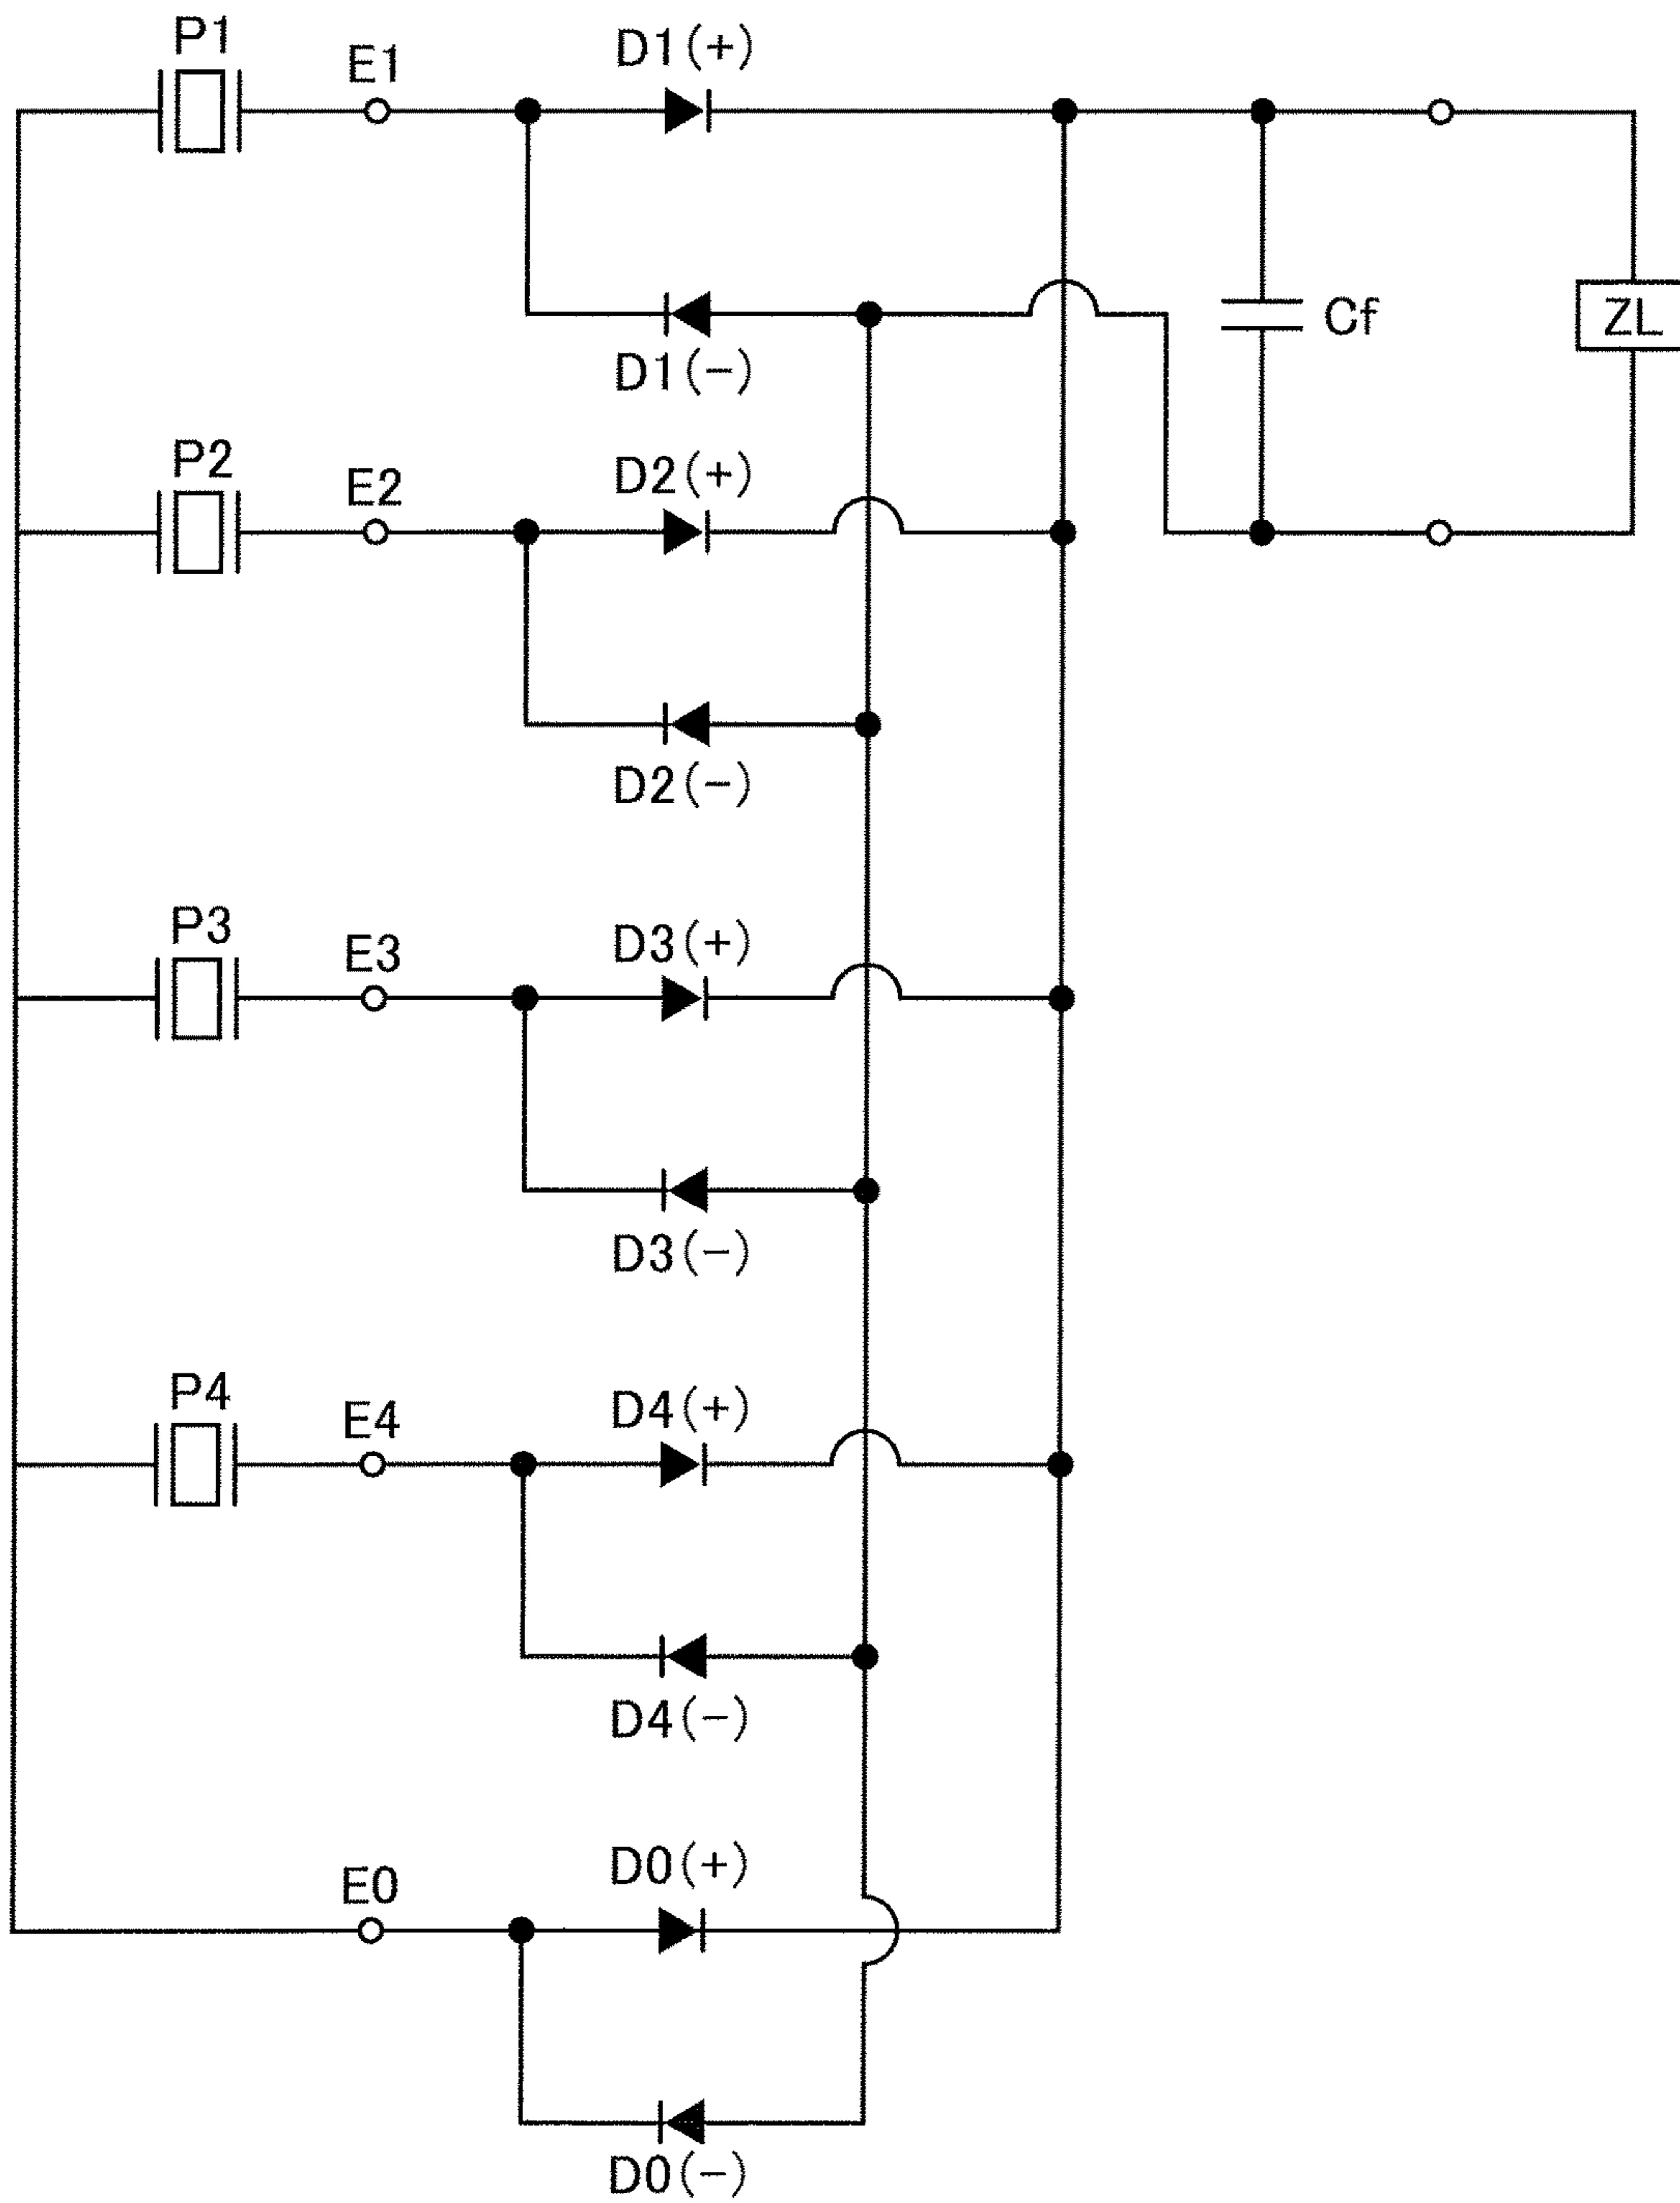 P1
E1
D1(+)
D1(−)
Cf
ZL
P2
E2
D2(+)
D2(−)
P3
E3
D3(+)
D3(−)
P4
E4
D4(+)
D4(−)
E0
D0(+)
D0(−)